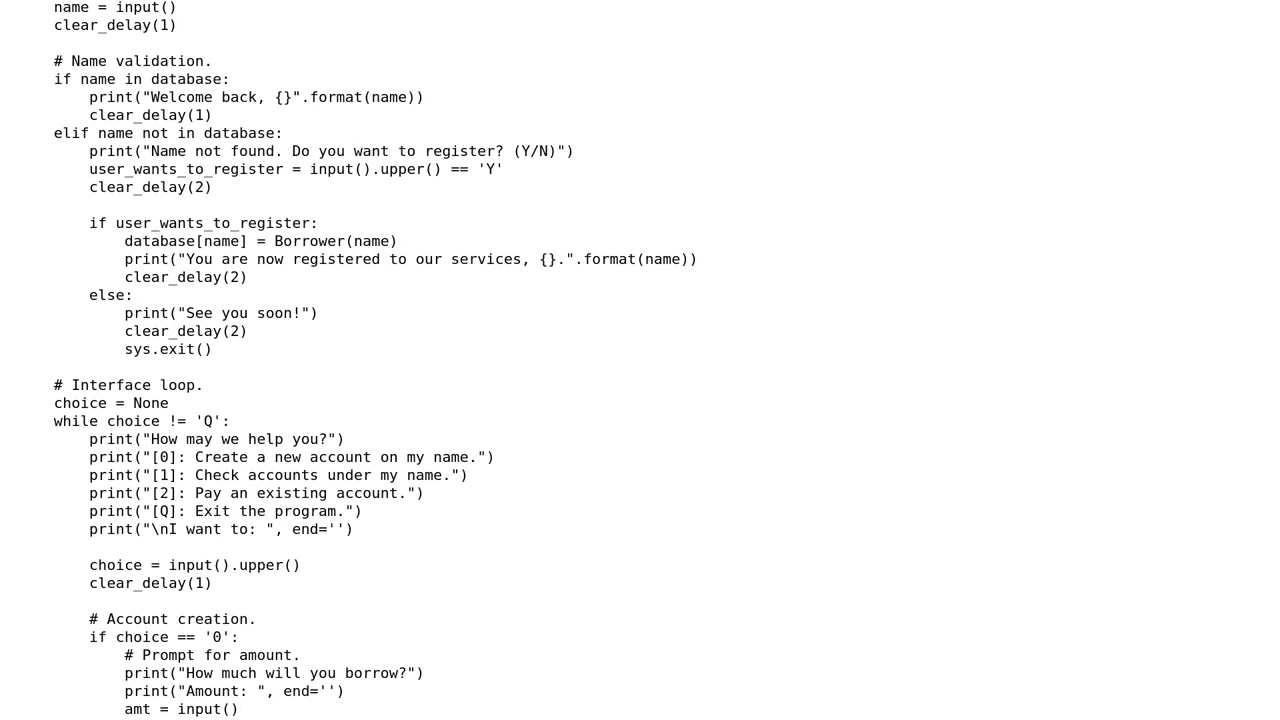 name = input()
clear_delay(1)

# Name validation.
if name in database:
    print("Welcome back, {}".format(name))
    clear_delay(1)
elif name not in database:
    print("Name not found. Do you want to register? (Y/N)")
    user_wants_to_register = input().upper() == 'Y'
    clear_delay(2)

    if user_wants_to_register:
        database[name] = Borrower(name)
        print("You are now registered to our services, {}.".format(name))
        clear_delay(2)
    else:
        print("See you soon!")
        clear_delay(2)
        sys.exit()

# Interface loop.
choice = None
while choice != 'Q':
    print("How may we help you?")
    print("[0]: Create a new account on my name.")
    print("[1]: Check accounts under my name.")
    print("[2]: Pay an existing account.")
    print("[Q]: Exit the program.")
    print("\nI want to: ", end='')

    choice = input().upper()
    clear_delay(1)

    # Account creation.
    if choice == '0':
        # Prompt for amount.
        print("How much will you borrow?")
        print("Amount: ", end='')
        amt = input()